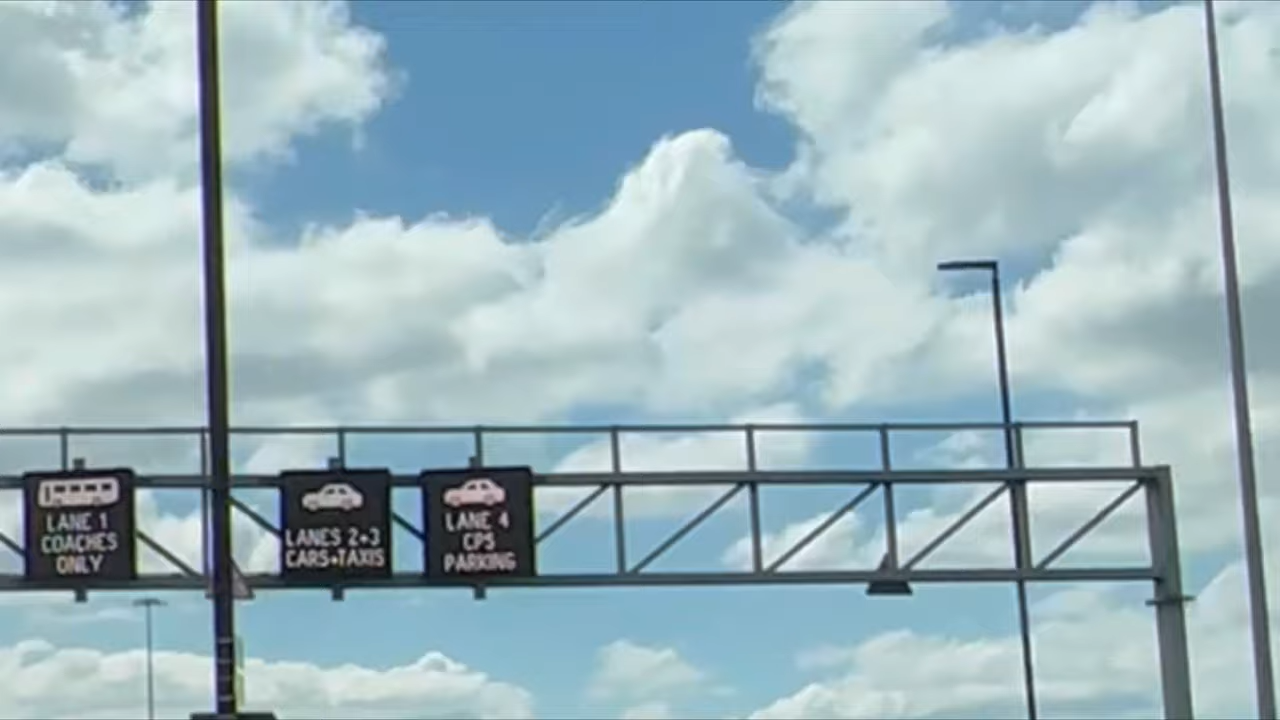 LANE 1
COACHES
ONLY
LANES 2+3
CARS+TAXIS
LANE 4
CPS
PARKING